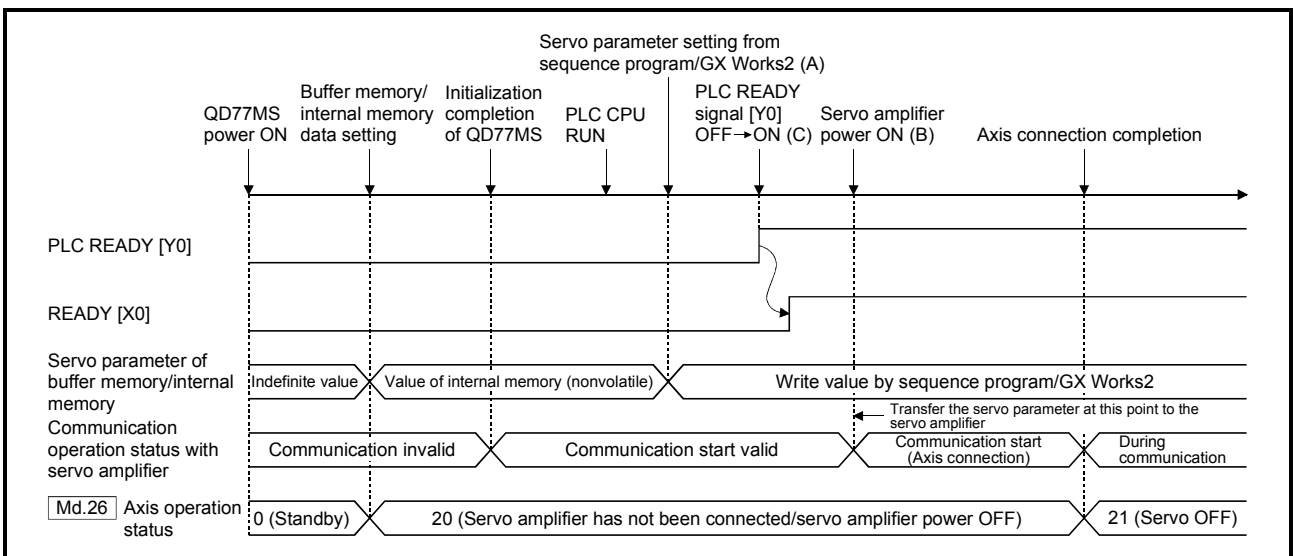 Servo parameter setting from
sequence program/GX Works2 (A)
QD77MS
power ON
Buffer memory/
internal memory
data setting
Initialization
completion
of QD77MS
PLC CPU
RUN
PLC READY
signal [Y0]
OFF→ON (C)
Servo amplifier
power ON (B)
Axis connection completion
PLC READY [Y0]
READY [X0]
Servo parameter of
buffer memory/internal
memory
Indefinite value
Value of internal memory (nonvolatile)
Write value by sequence program/GX Works2
Transfer the servo parameter at this point to the
servo amplifier
Communication
operation status with
servo amplifier
Communication invalid
Communication start valid
Communication start
(Axis connection)
During
communication
Md.26 Axis operation
status
0 (Standby)
20 (Servo amplifier has not been connected/servo amplifier power OFF)
21 (Servo OFF)